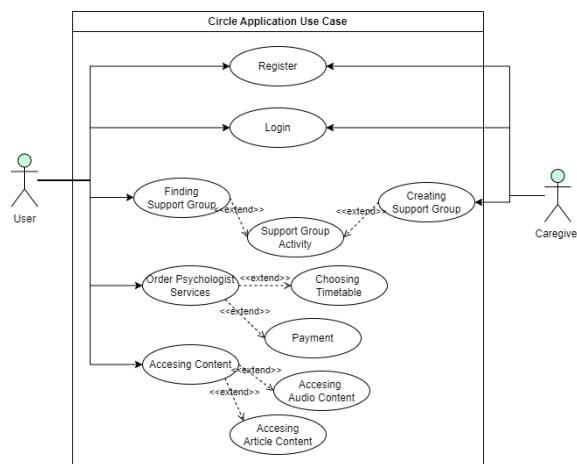 Circle Application Use Case
Register
Login
Finding
Support Group
<<extend>>
Creating
Support Group
<<extend>>
Support Group
Activity
User
Caregive
Order Psychologist
Services
<<extend>>
Choosing
Timetable
<<extend>>
Payment
Accesing Content
<<extend>>
Accesing
Audio Content
<<extend>>
Accesing
Article Content